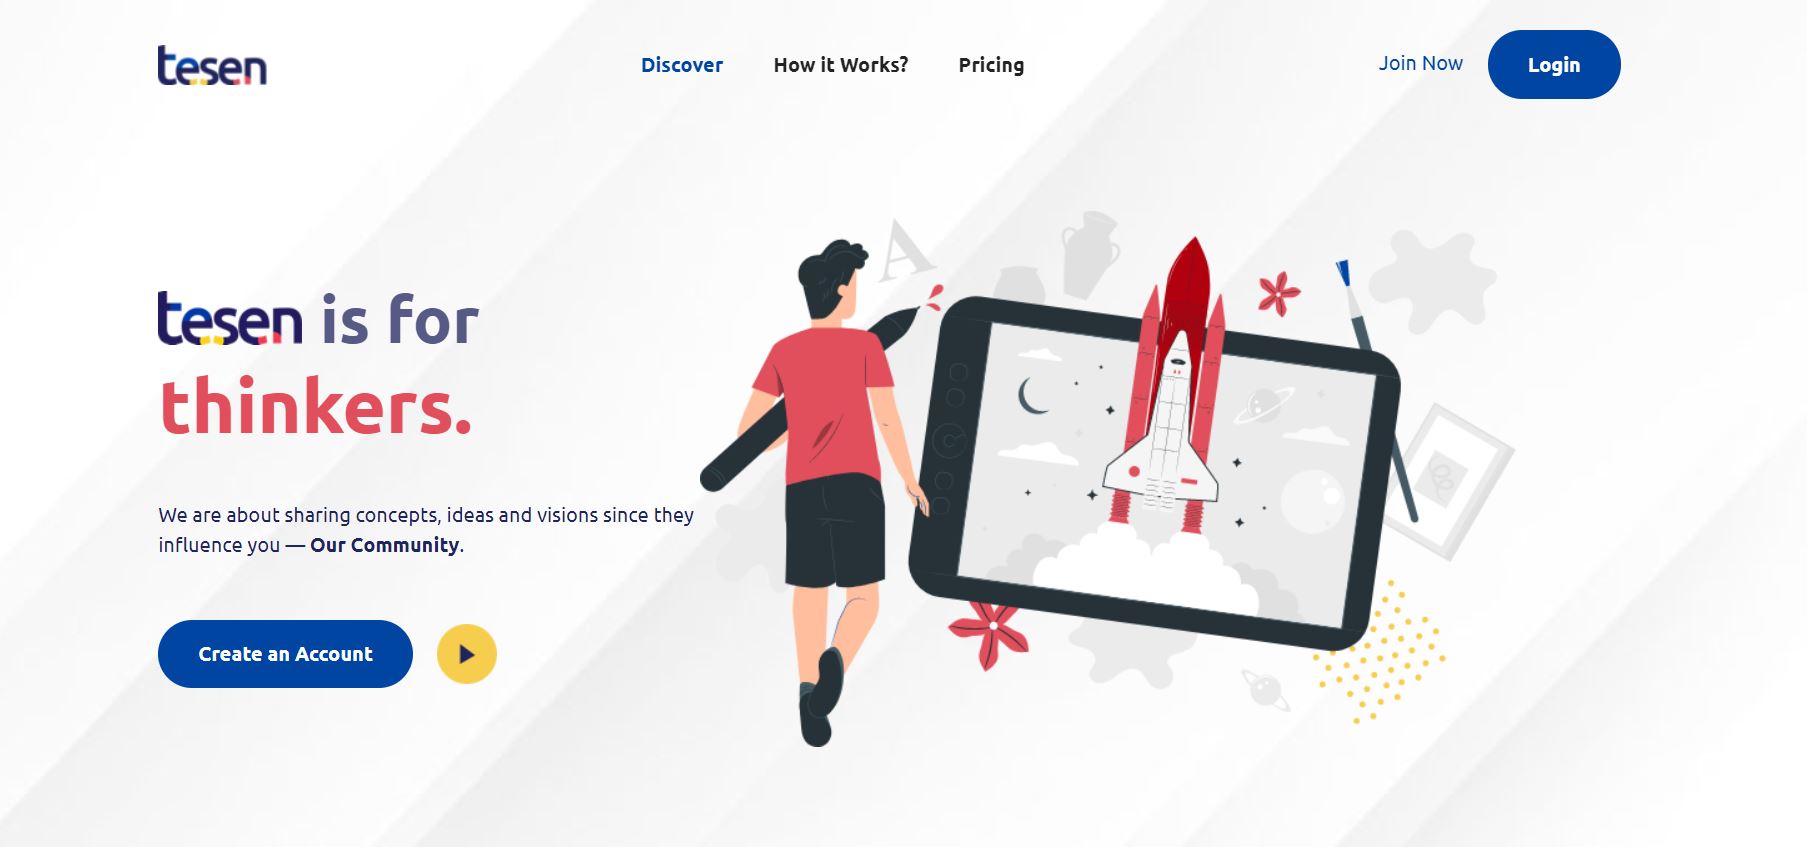 tesen
Discover
How it Works?
Pricing
Join Now
Login
A
tesen is for
thinkers.
We are about sharing concepts, ideas and visions since they
influence you — Our Community.
Create an Account